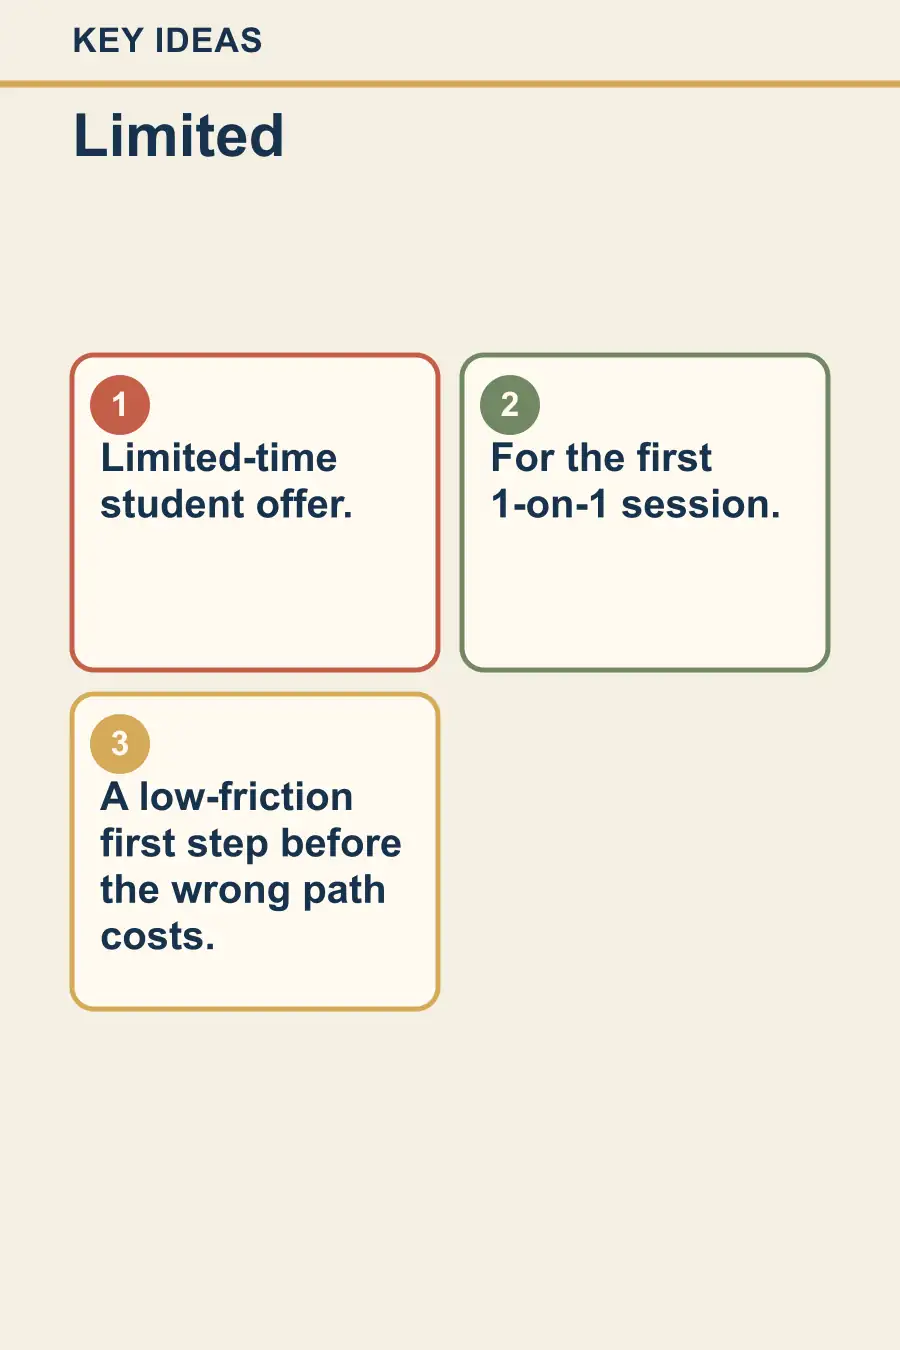 KEY IDEAS
Limited
1
Limited-time
student offer.
2
For the first
1-on-1 session.
3
A low-friction
first step before
the wrong path
costs.